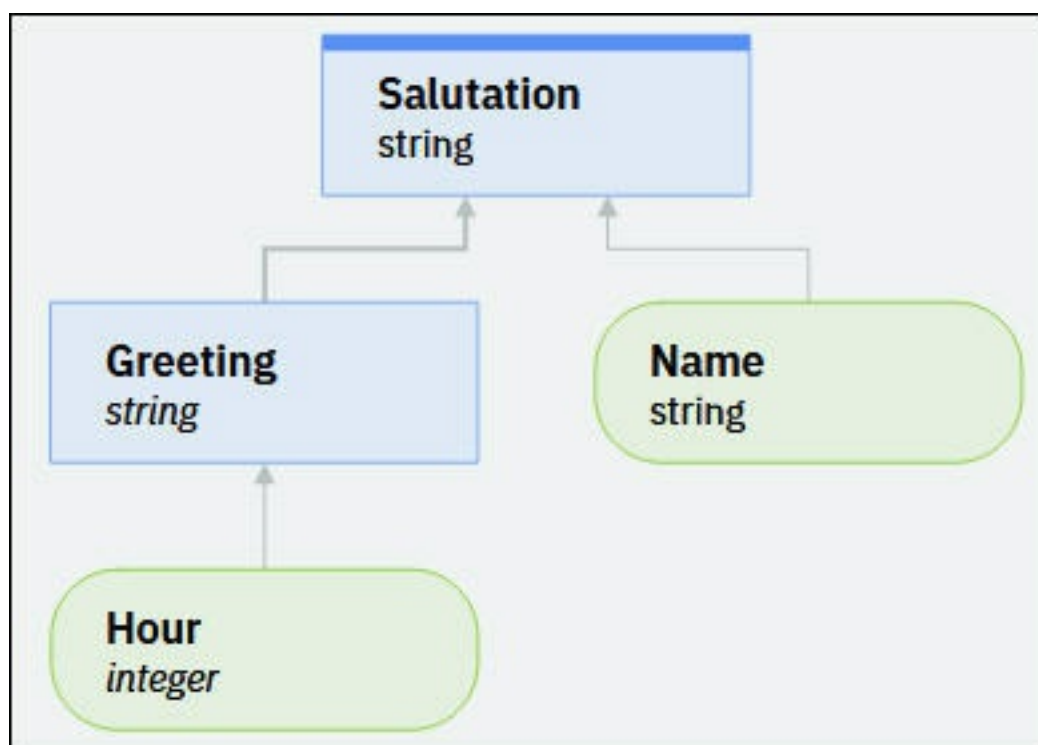 Salutation
string
Greeting
string
Name
string
Hour
integer